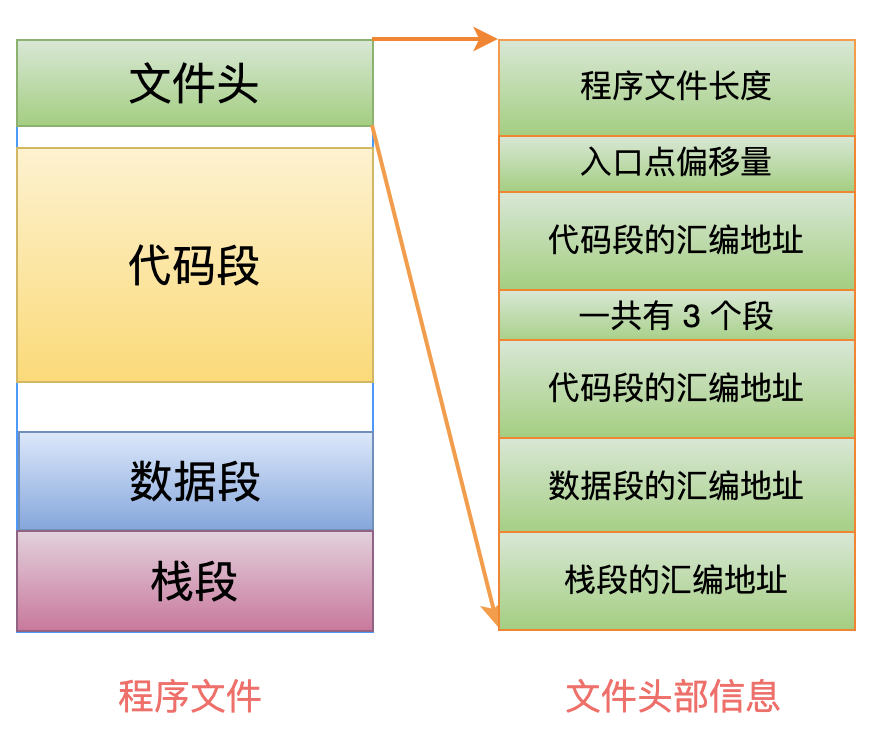 文件头
代码段
数据段
栈段
程序文件
程序文件长度
入口点偏移量
代码段的汇编地址
一共有 3 个段
代码段的汇编地址
数据段的汇编地址
栈段的汇编地址
文件头部信息